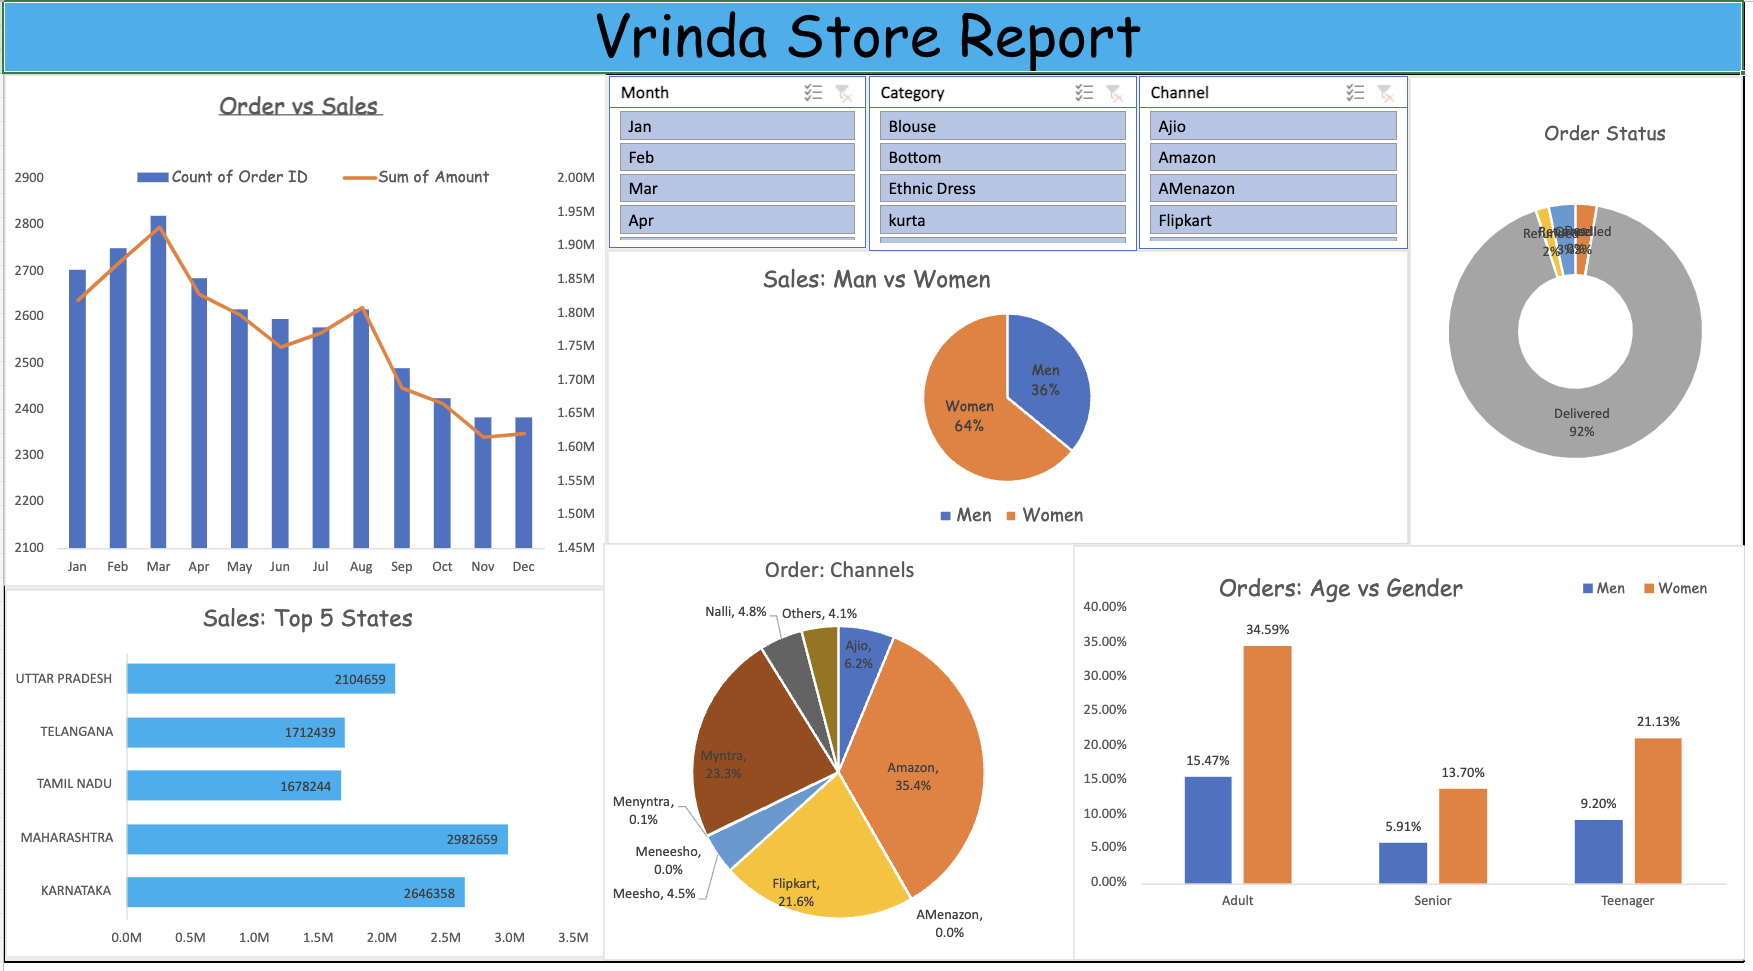 Vrinda Store Report
Order vs Sales
Count of Order ID
Sum of Amount
2900
2800
2700
2600
2500
2400
2300
2200
2100
2.00M
1.95M
1.90M
1.85M
1.80M
1.75M
1.70M
1.65M
1.60M
1.55M
1.50M
1.45M
Jan Feb Mar Apr May Jun Jul Aug Sep Oct Nov Dec
Month
Jan
Feb
Mar
Apr
Category
Blouse
Bottom
Ethnic Dress
kurta
Channel
Ajio
Amazon
AMenazon
Flipkart
Order Status
2%
Delivered
92%
Sales: Man vs Women
Men
36%
Women
64%
Men Women
Sales: Top 5 States
UTTAR PRADESH 2104659
TELANGANA 1712439
TAMIL NADU 1678244
MAHARASHTRA 2982659
KARNATAKA 2646358
0.0M 0.5M 1.0M 1.5M 2.0M 2.5M 3.0M 3.5M
Order: Channels
Nalli, 4.8%
Others, 4.1%
Ajio,
6.2%
Myntra,
23.3%
Amazon,
35.4%
Menyntra,
0.1%
Meneesho,
0.0%
Meesho, 4.5%
Flipkart,
21.6%
AMenazon,
0.0%
Orders: Age vs Gender
Men Women
40.00%
35.00%
30.00%
25.00%
20.00%
15.00%
10.00%
5.00%
0.00%
15.47%
34.59%
5.91%
13.70%
9.20%
21.13%
Adult Senior Teenager